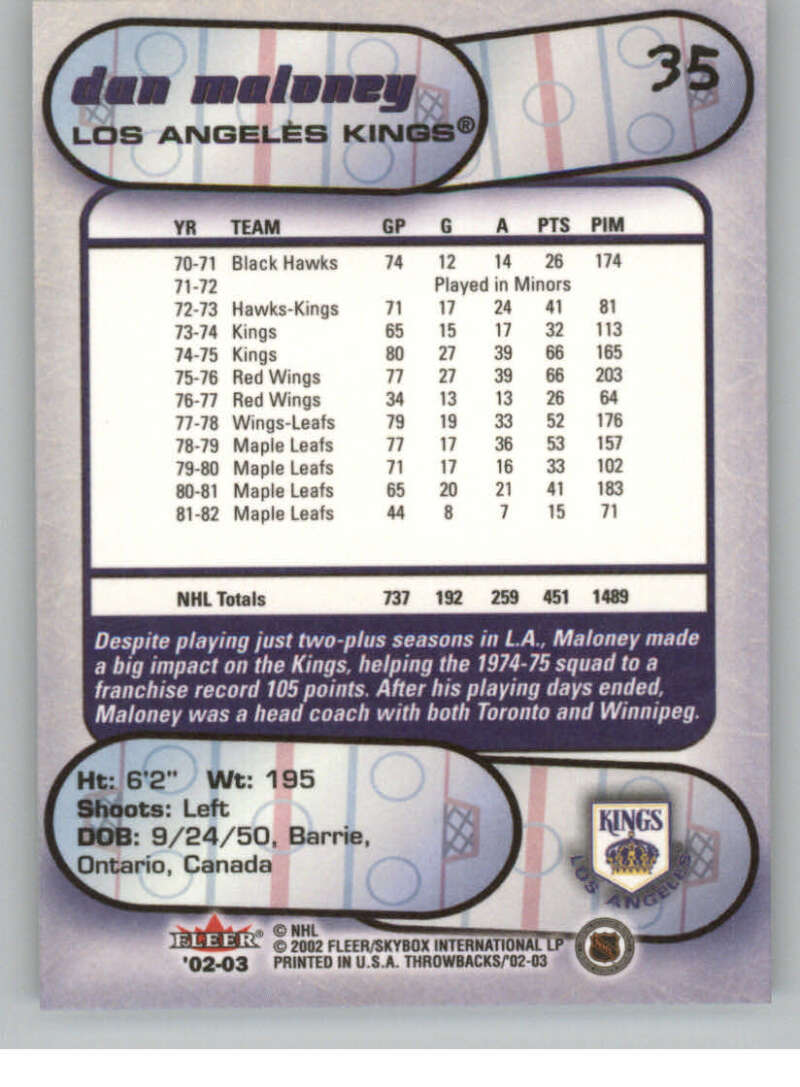 dan maloney
LOS ANGELES KINGS®
35
YR TEAM GP G A PTS PIM
70-71 Black Hawks 74 12 14 26 174
71-72 Played in Minors
72-73 Hawks-Kings 71 17 24 41 81
73-74 Kings 65 15 17 32 113
74-75 Kings 80 27 39 66 165
75-76 Red Wings 77 27 39 66 203
76-77 Red Wings 34 13 13 26 64
77-78 Wings-Leafs 79 19 33 52 176
78-79 Maple Leafs 77 17 36 53 157
79-80 Maple Leafs 71 17 16 33 102
80-81 Maple Leafs 65 20 21 41 183
81-82 Maple Leafs 44 8 7 15 71
NHL Totals 737 192 259 451 1489
Despite playing just two-plus seasons in L.A., Maloney made
a big impact on the Kings, helping the 1974-75 squad to a
franchise record 105 points. After his playing days ended,
Maloney was a head coach with both Toronto and Winnipeg.
Ht: 6'2" Wt: 195
Shoots: Left
DOB: 9/24/50, Barrie,
Ontario, Canada
KINGS
LOS ANGELES
FLEER®
'02-03
© NHL
© 2002 FLEER/SKYBOX INTERNATIONAL LP
PRINTED IN U.S.A. THROWBACKS/'02-03